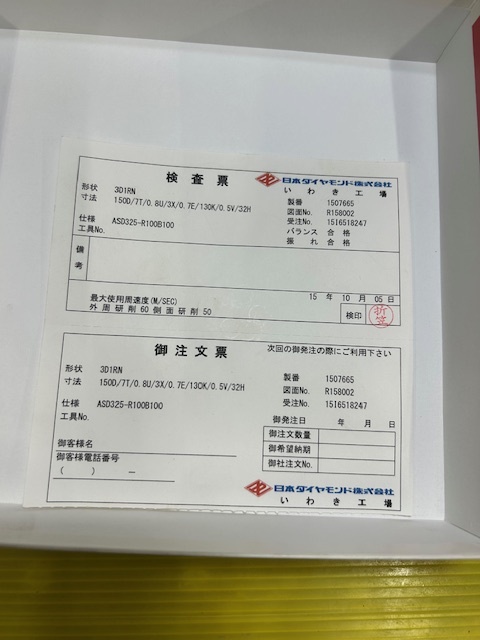 検査票
日本ダイヤモンド株式会社
いわき工場
形状 3D1RN
寸法 150D/7T/0.8U/3X/0.7E/130K/0.5V/32H
仕様 ASD325-R100B100
工具No.
製番 1507665
図面No. R158002
受注No. 1516518247
バランス 合格
振れ 合格
備考
15 年 10 月 05 日
最大使用周速度(M/SEC)
外周研削 60 側面研削 50
検印
折笠
御注文票
次回の御発注の際にご利用下さい
形状 3D1RN
寸法 150D/7T/0.8U/3X/0.7E/130K/0.5V/32H
仕様 ASD325-R100B100
工具No.
製番 1507665
図面No. R158002
受注No. 1516518247
御発注日 年 月 日
御注文数量
御希望納期
御社注文No.
御客様名
御客様電話番号
( ) −
日本ダイヤモンド株式会社
いわき工場